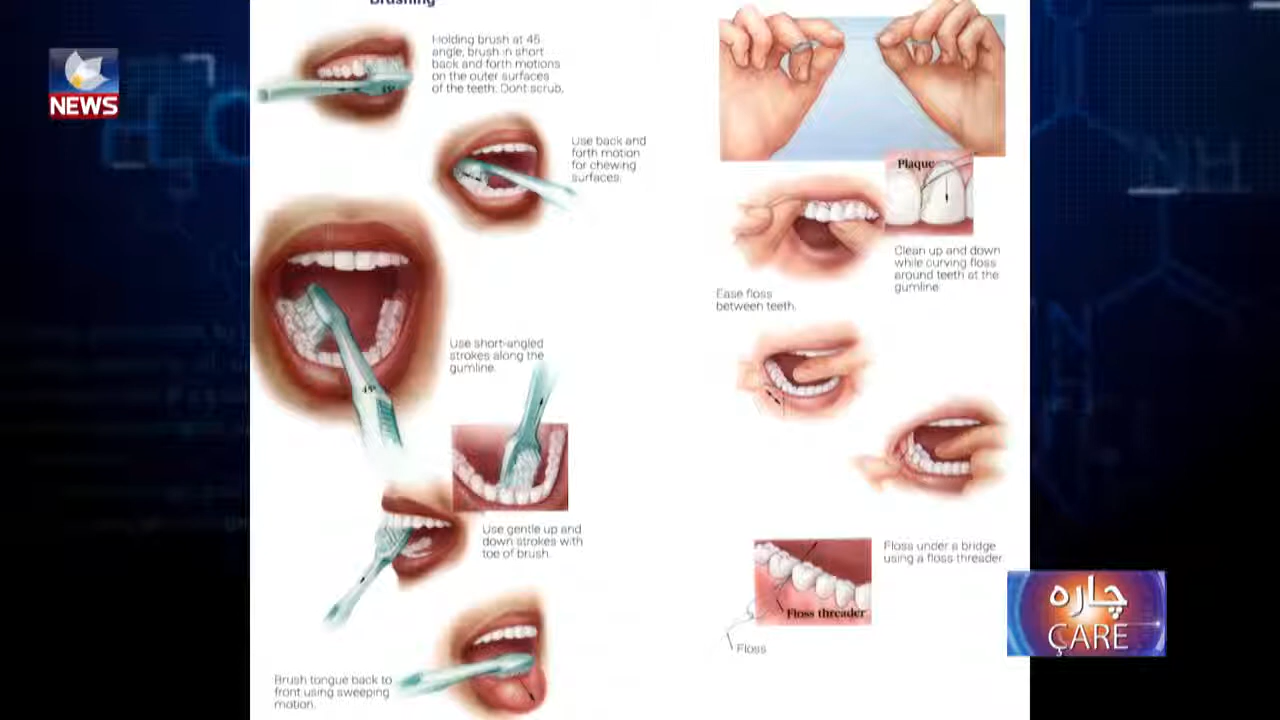 Brushing
NEWS
Holding brush at 45
angle, brush in short
back and forth motions
on the outer surfaces
of the teeth. Dont scrub.
45°
Use back and
forth motion
for chewing
surfaces.
Use short-angled
strokes along the
gumline.
45°
Use gentle up and
down strokes with
toe of brush.
Brush tongue back to
front using sweeping
motion.
Plaque
Clean up and down
while curving floss
around teeth at the
gumline
Ease floss
between teeth.
Floss under a bridge
using a floss threader
Floss threader
Floss
چارە
ÇARE